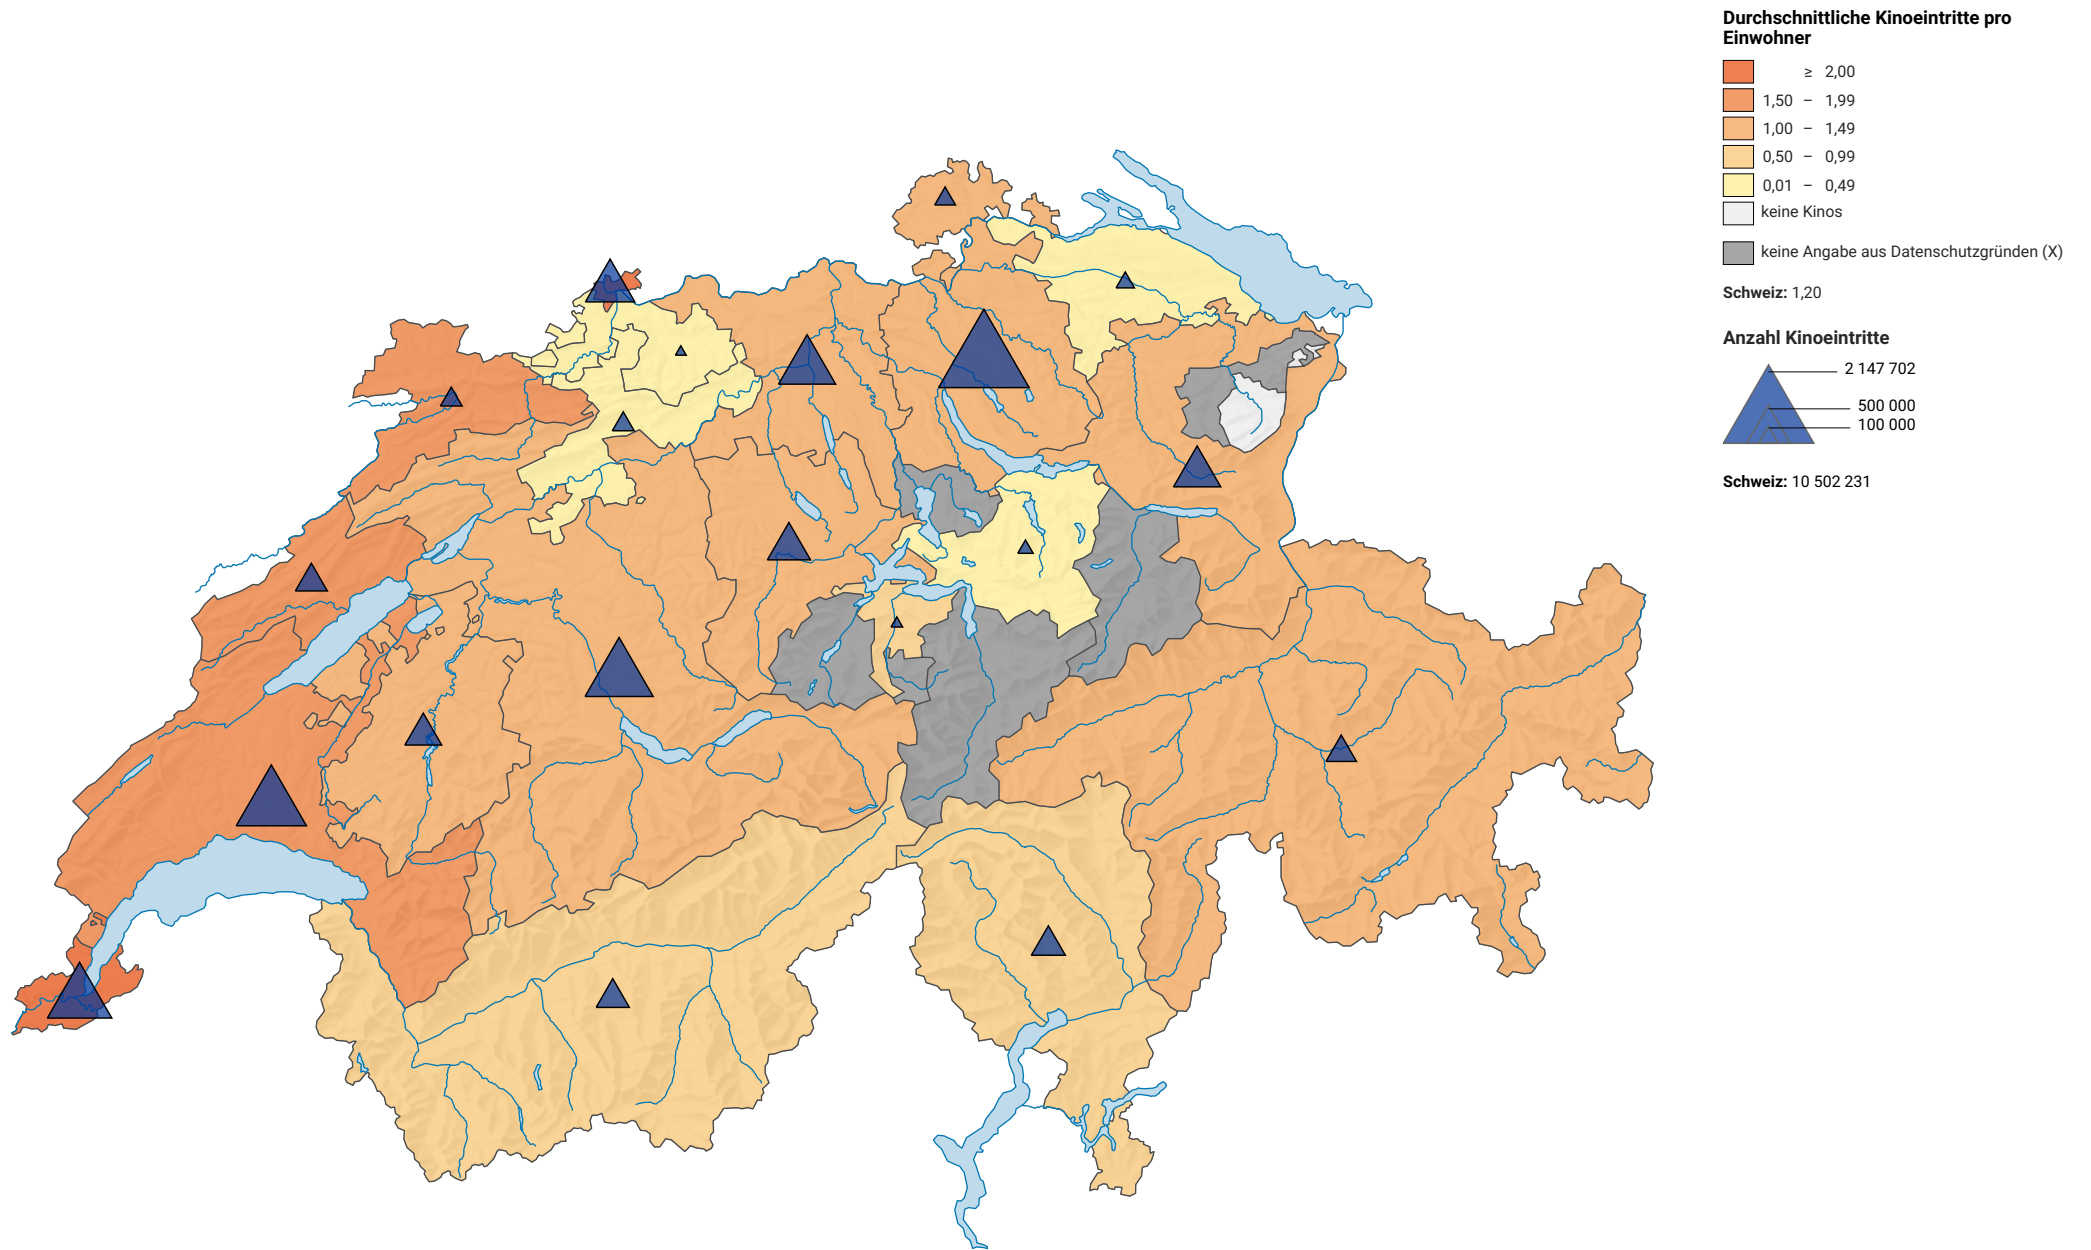 Durchschnittliche Kinoeintritte pro
Einwohner
≥ 2,00
1,50 – 1,99
1,00 – 1,49
0,50 – 0,99
0,01 – 0,49
keine Kinos
keine Angabe aus Datenschutzgründen (X)
Schweiz: 1,20
Anzahl Kinoeintritte
2 147 702
500 000
100 000
Schweiz: 10 502 231